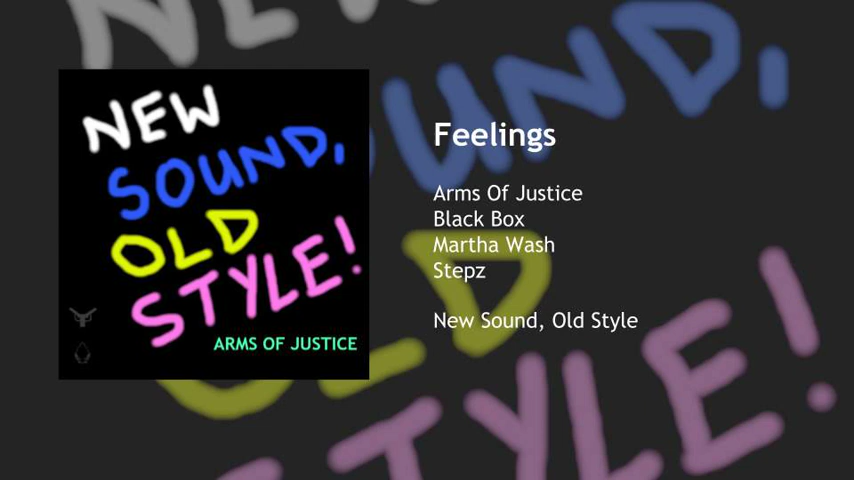 NEW
SOUND,
OLD
STYLE!
ARMS OF JUSTICE
Feelings
Arms Of Justice
Black Box
Martha Wash
Stepz
New Sound, Old Style